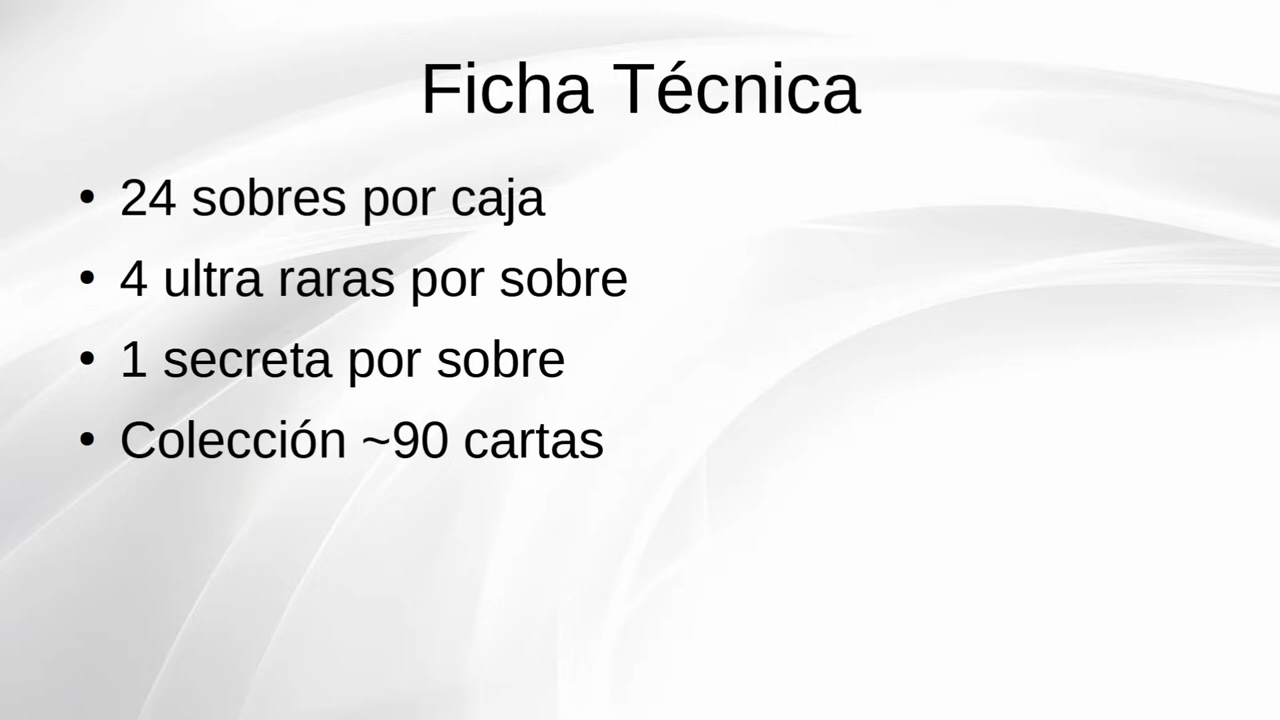 Ficha Técnica
• 24 sobres por caja
• 4 ultra raras por sobre
• 1 secreta por sobre
• Colección ~90 cartas